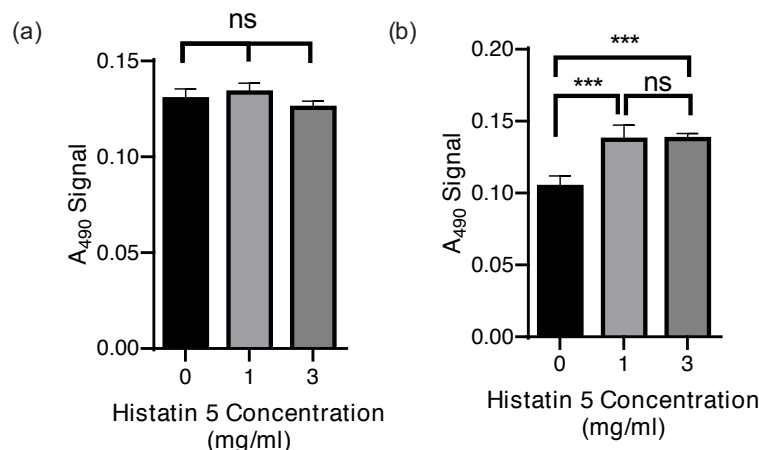 (a)
ns
0.15
0.10
0.05
0.00
A490 Signal
0 1 3
Histatin 5 Concentration
(mg/ml)
(b)
***
*** ns
0.20
0.15
0.10
0.05
0.00
A490 Signal
0 1 3
Histatin 5 Concentration
(mg/ml)